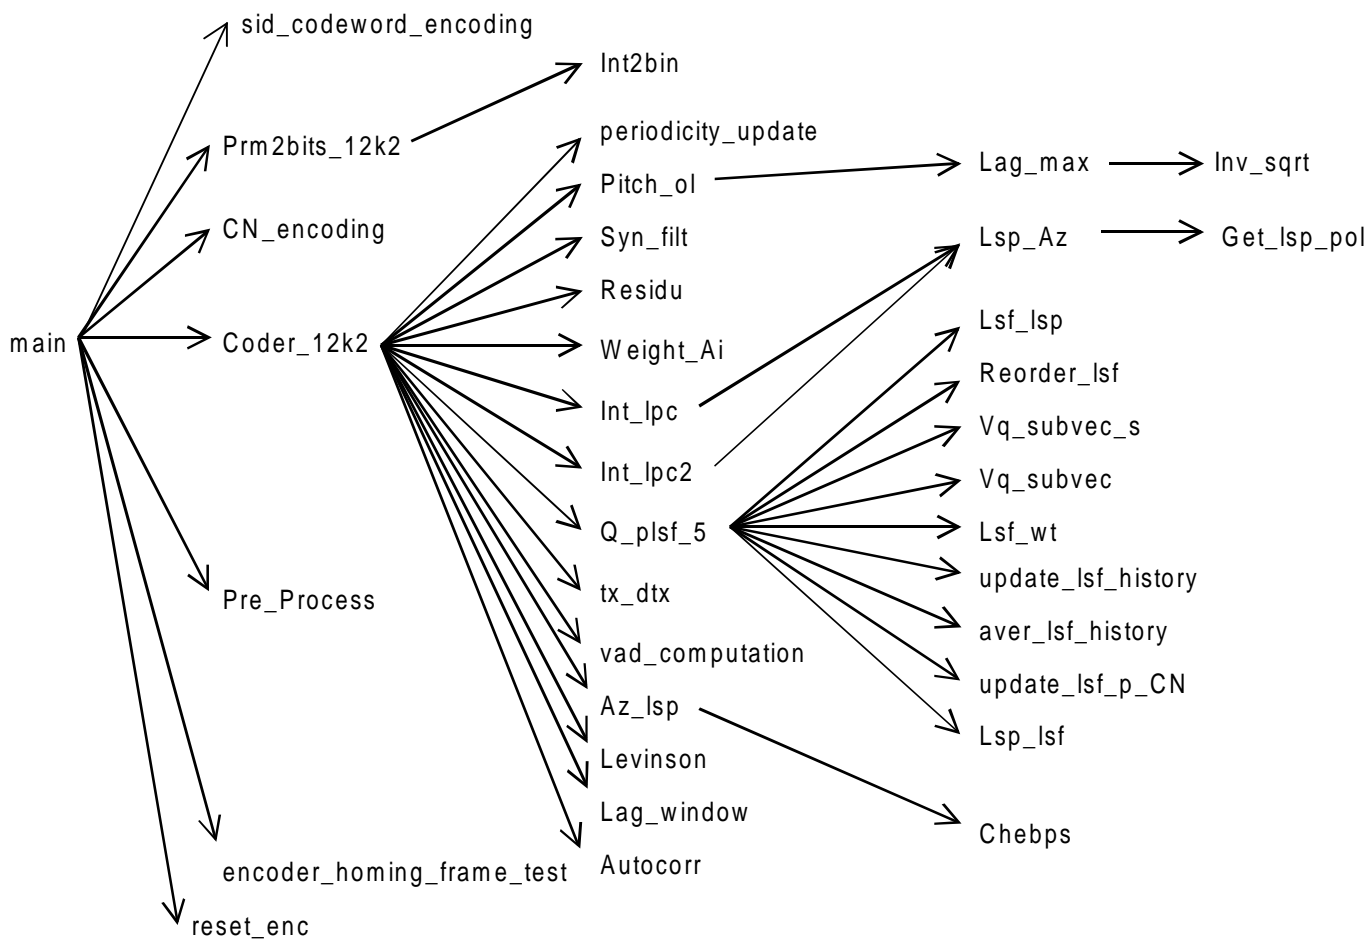 sid_codeword_encoding
Int2bin
periodicity_update
Prm2bits_12k2
Lag_max
Inv_sqrt
Pitch_ol
CN_encoding
Syn_filt
Lsp_Az
Get_lsp_pol
Residu
Lsf_lsp
main
Coder_12k2
Weight_Ai
Reorder_lsf
Int_lpc
Vq_subvec_s
Int_lpc2
Vq_subvec
Q_plsf_5
Lsf_wt
update_lsf_history
tx_dtx
Pre_Process
aver_lsf_history
vad_computation
update_lsf_p_CN
Az_lsp
Lsp_lsf
Levinson
Lag_window
Chebps
encoder_homing_frame_test
Autocorr
reset_enc